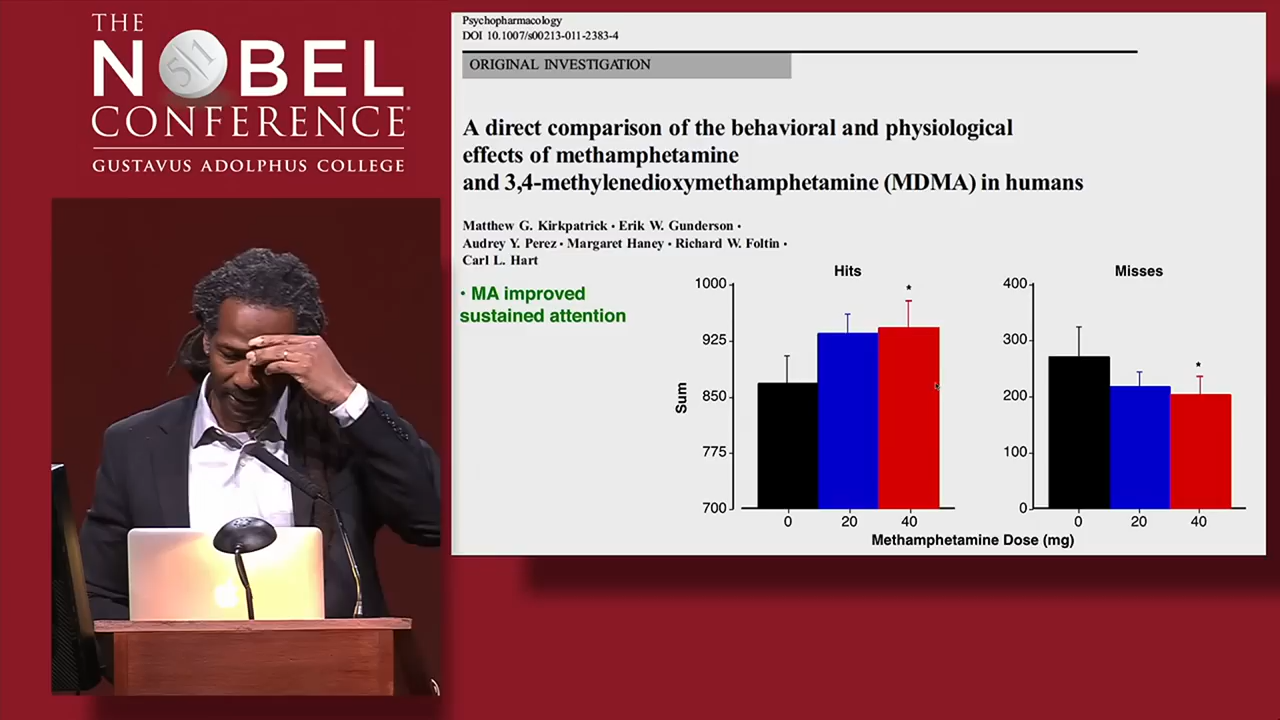 THE
NOBEL
51
CONFERENCE®
GUSTAVUS ADOLPHUS COLLEGE
Psychopharmacology
DOI 10.1007/s00213-011-2383-4
ORIGINAL INVESTIGATION
A direct comparison of the behavioral and physiological
effects of methamphetamine
and 3,4-methylenedioxymethamphetamine (MDMA) in humans
Matthew G. Kirkpatrick • Erik W. Gunderson •
Audrey Y. Perez • Margaret Haney • Richard W. Foltin •
Carl L. Hart
• MA improved
sustained attention
Hits
1000
925
850
775
700
Sum
*
0 20 40
Misses
400
300
200
100
0
*
0 20 40
Methamphetamine Dose (mg)